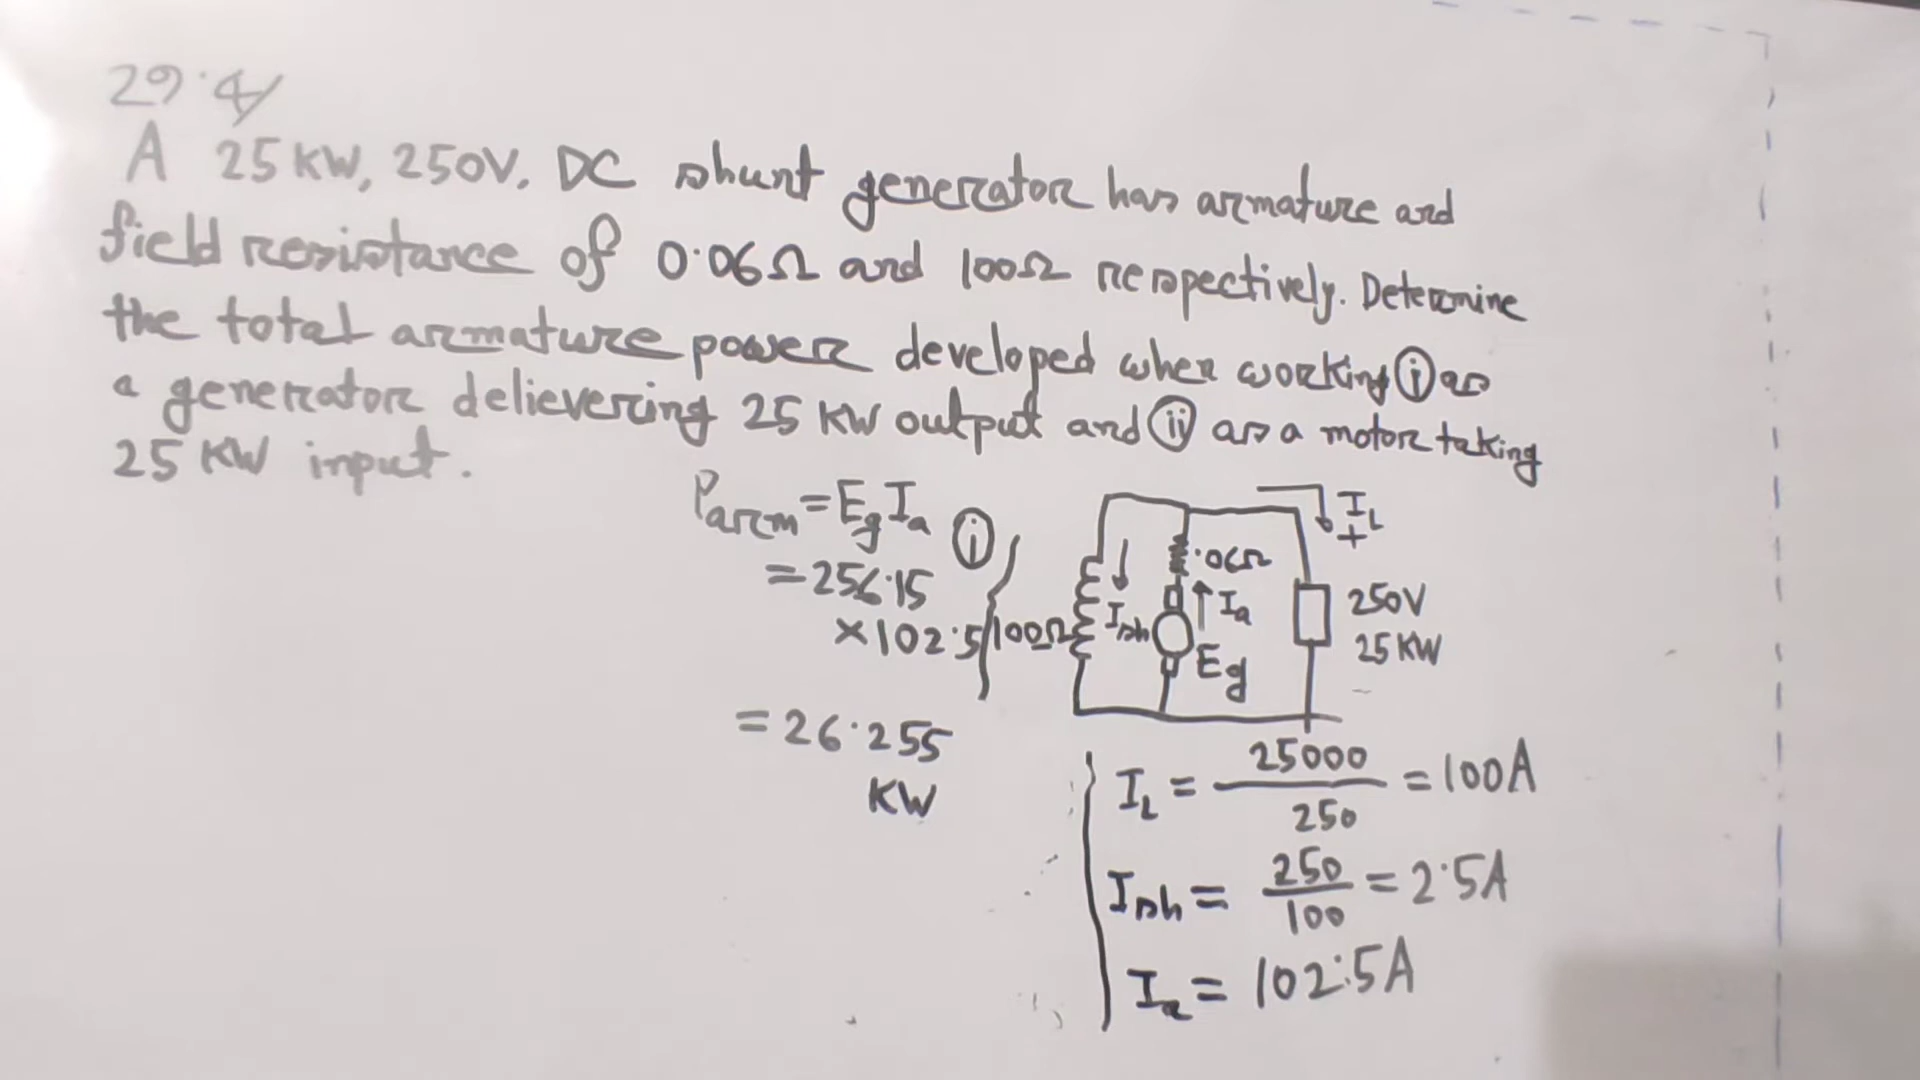 29.4/
A 25 KW, 250V, DC shunt generator has armature and
field resistance of 0.06Ω and 100Ω respectively. Determine
the total armature power developed when working (i) as
a generator delievering 25 KW output and (ii) as a motor taking
25 KW input.
Parm = EgIa
= 256.15
×102.5
= 26.255
KW
(i)
IL
+
.06Ω
Ia
250V
100Ω
Ish
Eg
25 KW
IL = 25000/250 = 100A
Ish = 250/100 = 2.5A
Ia = 102.5A